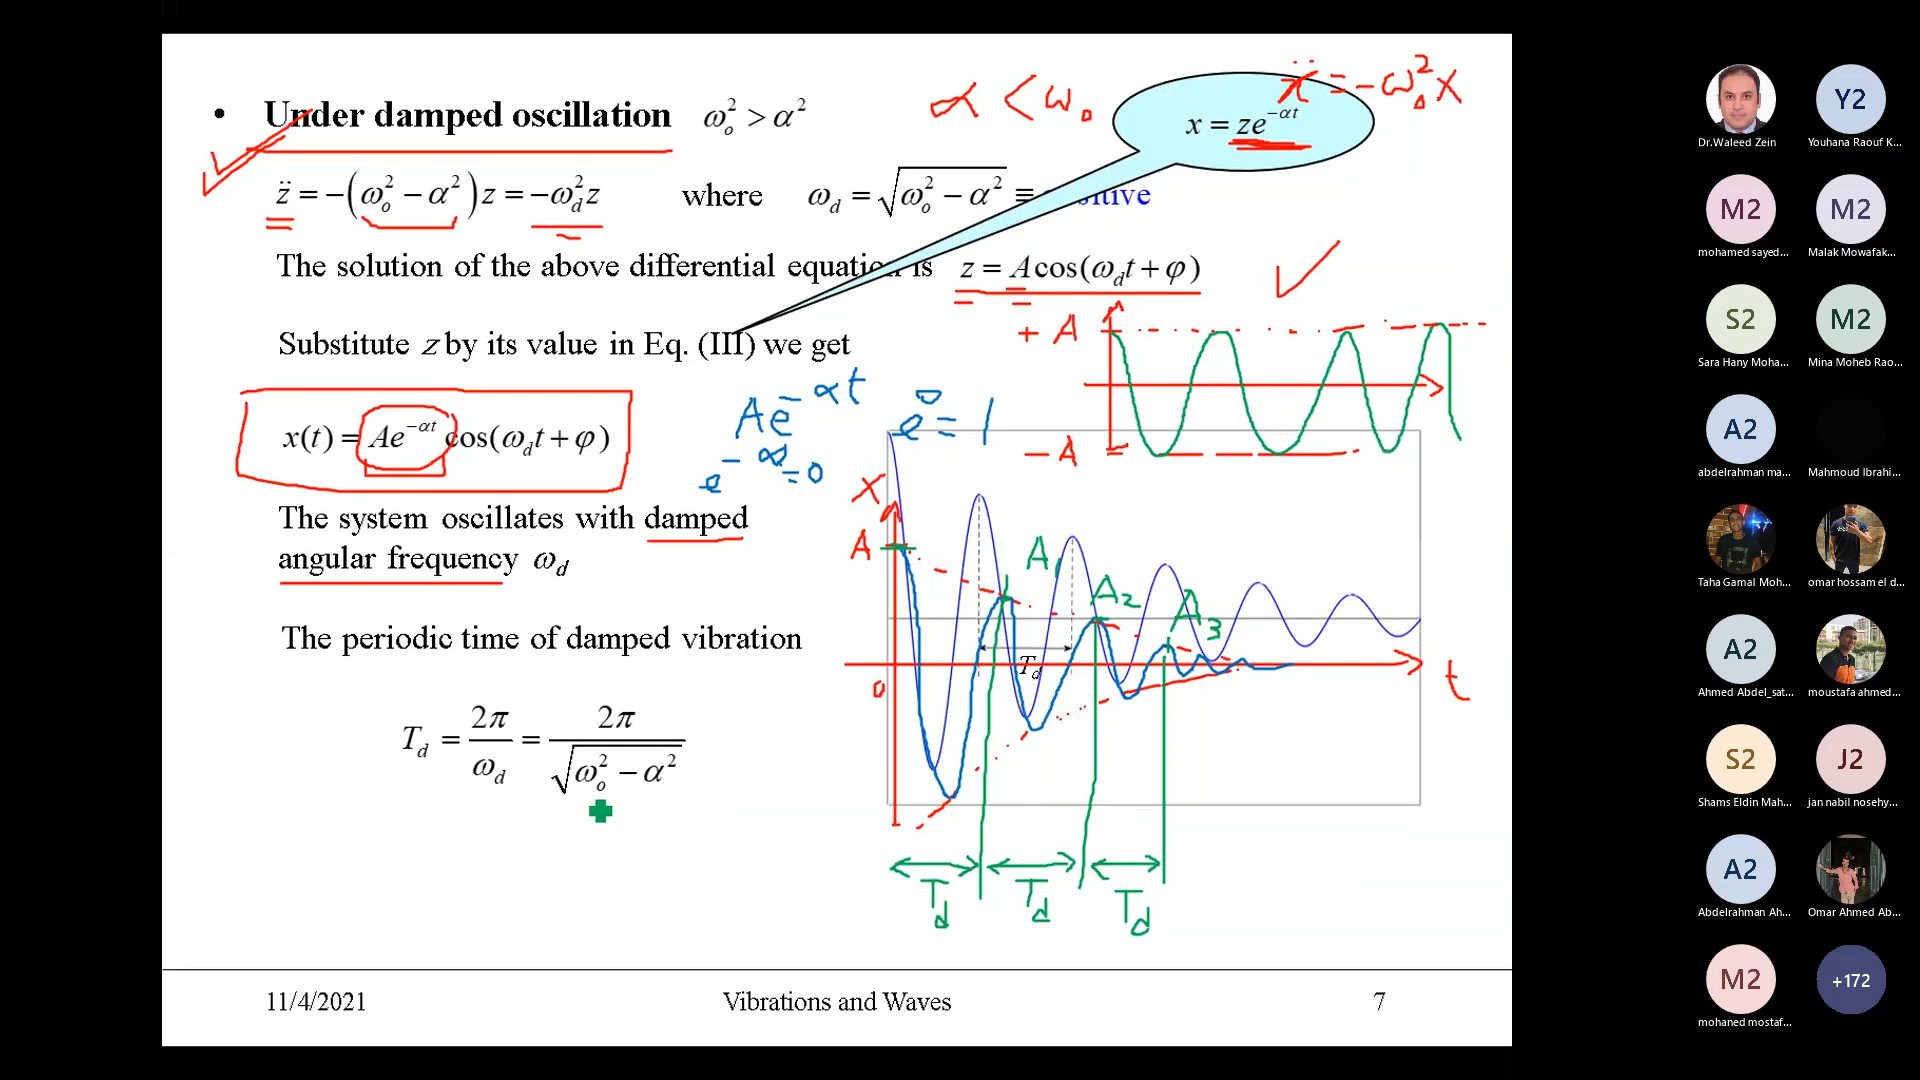 • Under damped oscillation ω_o² > α²
α < ω_o
ẍ = -ω_o² x
x = ze^{-αt}
z̈ = -(ω_o² - α²)z = -ω_d² z where ω_d = √(ω_o² - α²) ≡ sitive
The solution of the above differential equation is z = A cos(ω_d t + φ)
+ A
- A
Substitute z by its value in Eq. (III) we get
x(t) = Ae^{-αt} cos(ω_d t + φ)
Ae^{-αt}
e^0 = 1
e^{-∞} = 0
The system oscillates with damped
angular frequency ω_d
The periodic time of damped vibration
T_d = 2π/ω_d = 2π/√(ω_o² - α²)
x
A
A_1
A_2
A_3
T_d
0
t
T_d
T_d
T_d
11/4/2021
Vibrations and Waves
7
Dr.Waleed Zein
Y2
Youhana Raouf K...
M2
mohamed sayed...
M2
Malak Mowafak...
S2
Sara Hany Moha...
M2
Mina Moheb Rao...
A2
abdelrahman ma...
Mahmoud Ibrahi...
Taha Gamal Moh...
omar hossam el d...
A2
Ahmed Abdel_sat...
moustafa ahmed...
S2
Shams Eldin Mah...
J2
jan nabil nosehy...
A2
Abdelrahman Ah...
Omar Ahmed Ab...
M2
mohaned mostaf...
+172